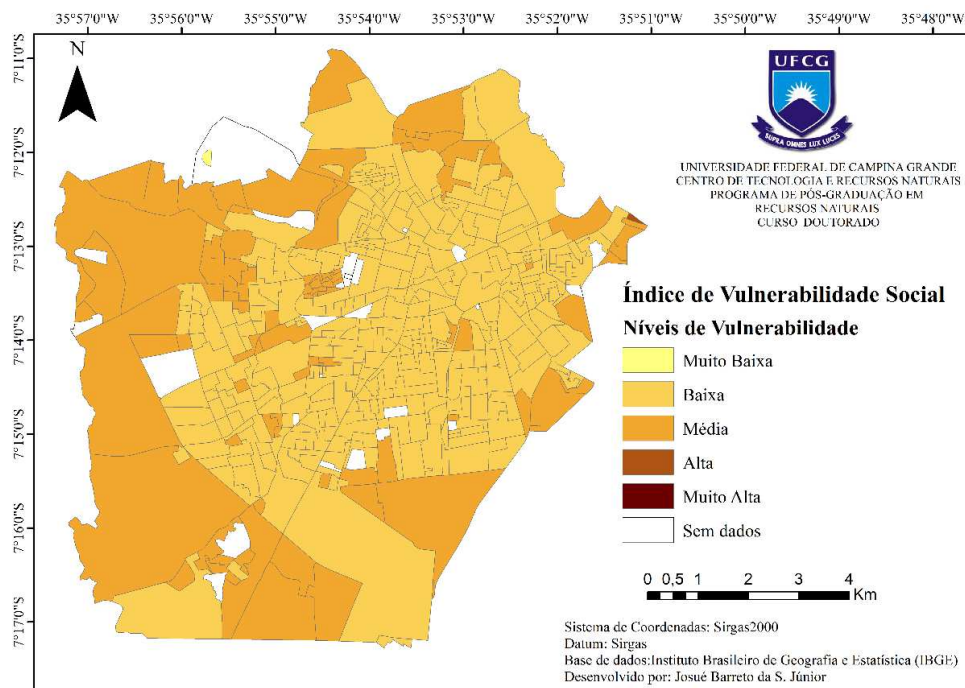 35°57'0"S 35°56'0"S 35°55'0"S 35°54'0"S 35°53'0"S 35°52'0"S 35°51'0"S 35°50'0"S 35°49'0"S 35°48'0"S
N
7°11'0"S
7°12'0"S
7°13'0"S
7°14'0"S
7°15'0"S
7°16'0"S
7°17'0"S
UFCG
SUPRA OMNES LUX LUCES
UNIVERSIDADE FEDERAL DE CAMPINA GRANDE
CENTRO DE TECNOLOGIA E RECURSOS NATURAIS
PROGRAMA DE PÓS-GRADUAÇÃO EM
RECURSOS NATURAIS
CURSO DOUTORADO
Índice de Vulnerabilidade Social
Níveis de Vulnerabilidade
Muito Baixa
Baixa
Média
Alta
Muito Alta
Sem dados
0 0,5 1 2 3 4
Km
Sistema de Coordenadas: Sirgas2000
Datum: Sirgas
Base de dados:Instituto Brasileiro de Geografia e Estatística (IBGE)
Desenvolvido por: Josué Barreto da S. Júnior